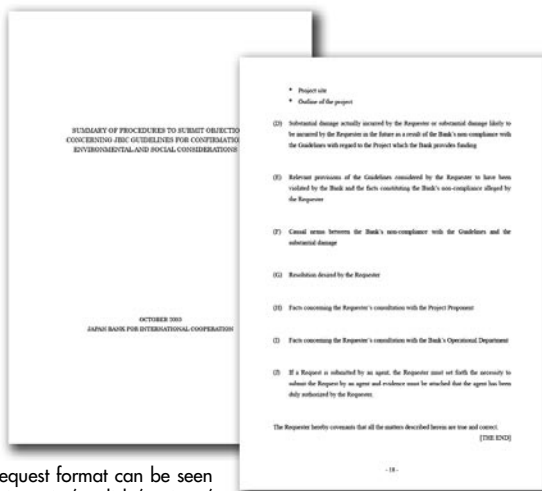 SUMMARY OF PROCEDURES TO SUBMIT OBJECTIO
CONCERNING JBIC GUIDELINES FOR CONFIRMATIO
ENVIRONMENTAL AND SOCIAL CONSIDERATIONS
OCTOBER 2003
JAPAN BANK FOR INTERNATIONAL COOPERATION
* Project site
* Outline of the project
(D) Substantial damage actually incurred by the Requester or substantial damage likely to
be incurred by the Requester in the future as a result of the Bank's non-compliance with
the Guidelines with regard to the Project which the Bank provides funding
(E) Relevant provisions of the Guidelines considered by the Requester to have been
violated by the Bank and the facts constituting the Bank's non-compliance alleged by
the Requester
(F) Causal nexus between the Bank's non-compliance with the Guidelines and the
substantial damage
(G) Resolution desired by the Requester
(H) Facts concerning the Requester's consultation with the Project Proponent
(I) Facts concerning the Requester's consultation with the Bank's Operational Department
(J) If a Request is submitted by an agent, the Requester must set forth the necessity to
submit the Request by an agent and evidence must be attached that the agent has been
duly authorized by the Requester.
The Requester hereby covenants that all the matters described herein are true and correct.
[THE END]
- 18 -
equest format can be seen